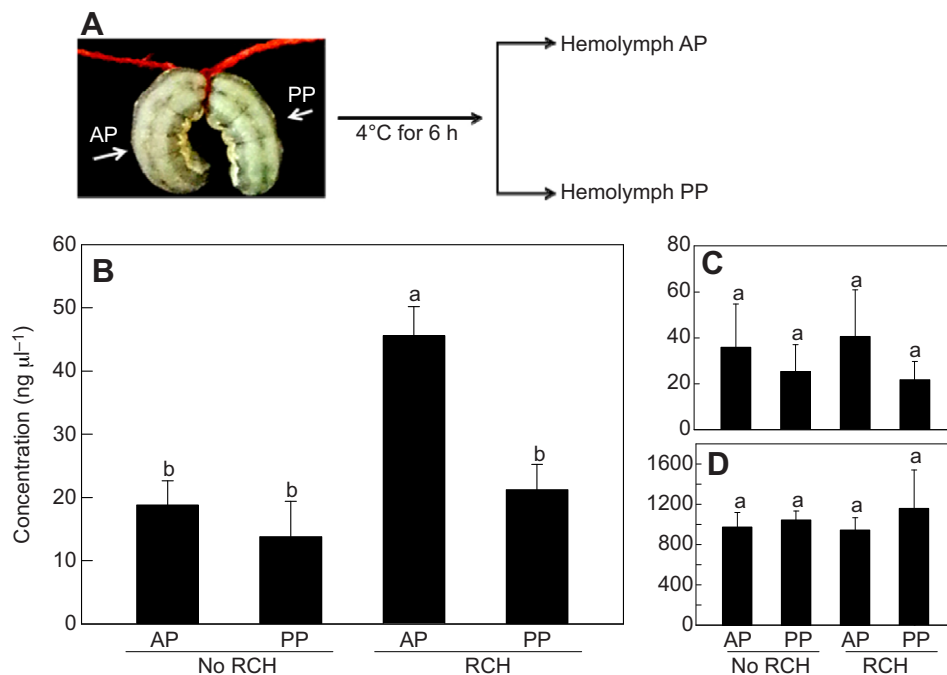 A
AP
PP
4°C for 6 h
Hemolymph AP
Hemolymph PP
B
Concentration (ng µl⁻¹)
60
50
40
30
20
10
0
b
b
a
b
AP PP AP PP
No RCH RCH
C
80
60
40
20
0
a
a
a
a
D
1600
1200
800
400
0
a
a
a
a
AP PP AP PP
No RCH RCH